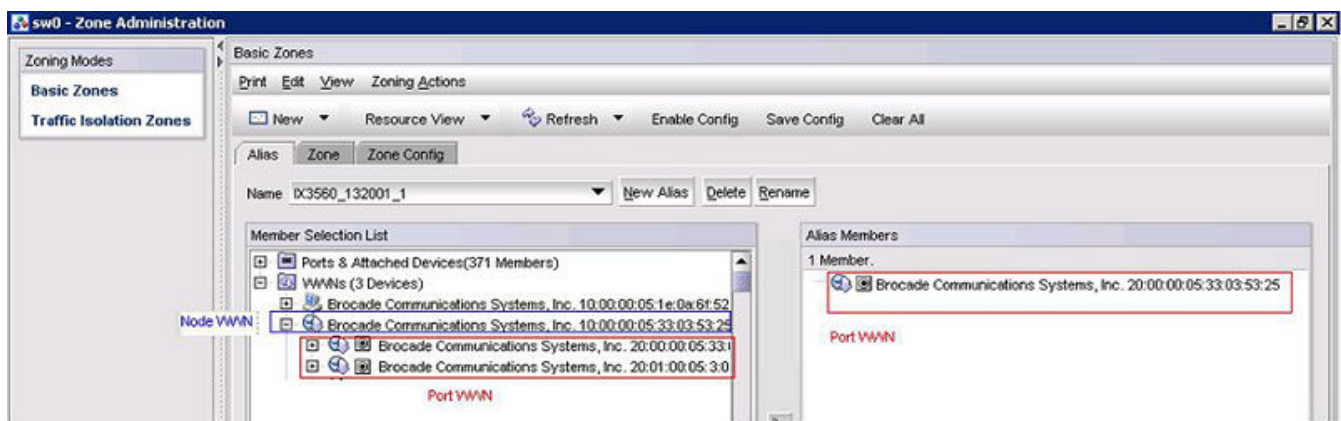 sw0 - Zone Administration
Zoning Modes
Basic Zones
Traffic Isolation Zones
Basic Zones
Print Edit View Zoning Actions
New Resource View Refresh Enable Config Save Config Clear All
Alias Zone Zone Config
Name IX3560_132001_1 New Alias Delete Rename
Member Selection List
Ports & Attached Devices(371 Members)
WWNs (3 Devices)
Brocade Communications Systems, Inc. 10:00:00:05:1e:0a:6f:52
Node WWN
Brocade Communications Systems, Inc. 10:00:00:05:33:03:53:25
Brocade Communications Systems, Inc. 20:00:00:05:33:
Brocade Communications Systems, Inc. 20:01:00:05:3:0
Port WWN
Alias Members
1 Member.
Brocade Communications Systems, Inc. 20:00:00:05:33:03:53:25
Port WWN